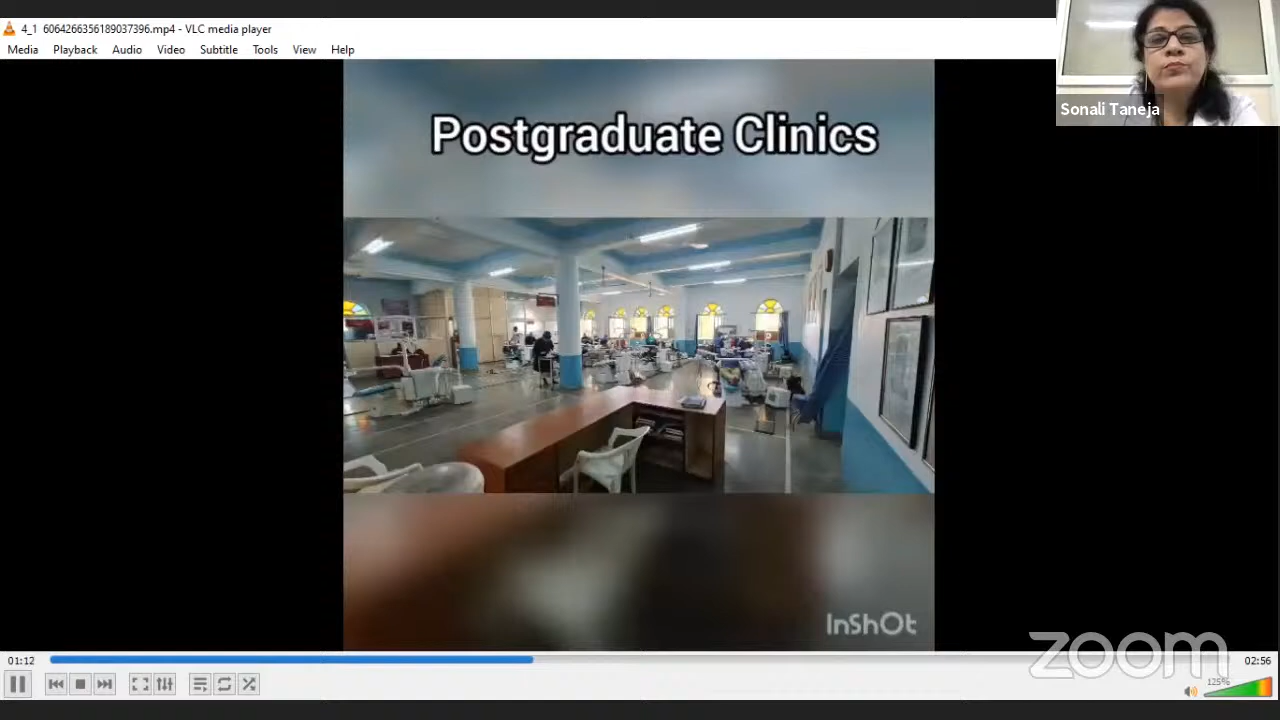 4_1 6064266356189037396.mp4 - VLC media player
Media Playback Audio Video Subtitle Tools View Help
Sonali Taneja
Postgraduate Clinics
InShOt
01:12
02:56
zoom
125%